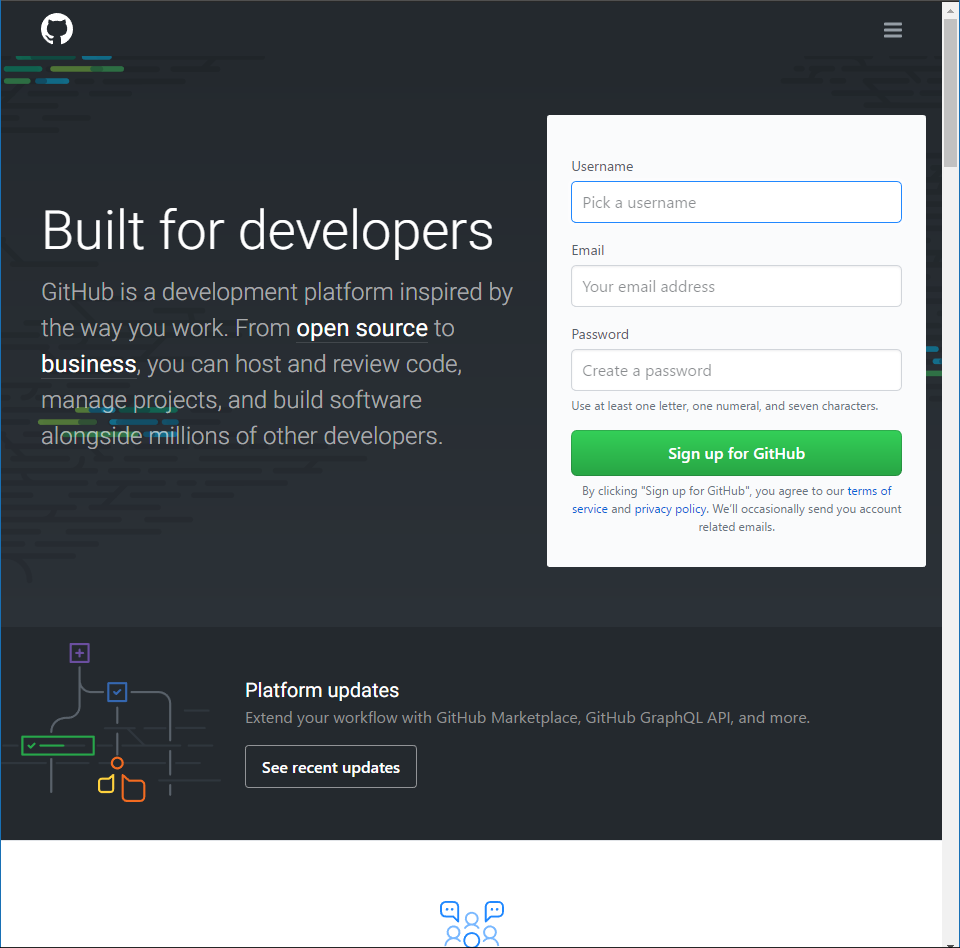 Built for developers
GitHub is a development platform inspired by
the way you work. From open source to
business, you can host and review code,
manage projects, and build software
alongside millions of other developers.
Username
Pick a username
Email
Your email address
Password
Create a password
Use at least one letter, one numeral, and seven characters.
Sign up for GitHub
By clicking "Sign up for GitHub", you agree to our terms of
service and privacy policy. We’ll occasionally send you account
related emails.
Platform updates
Extend your workflow with GitHub Marketplace, GitHub GraphQL API, and more.
See recent updates